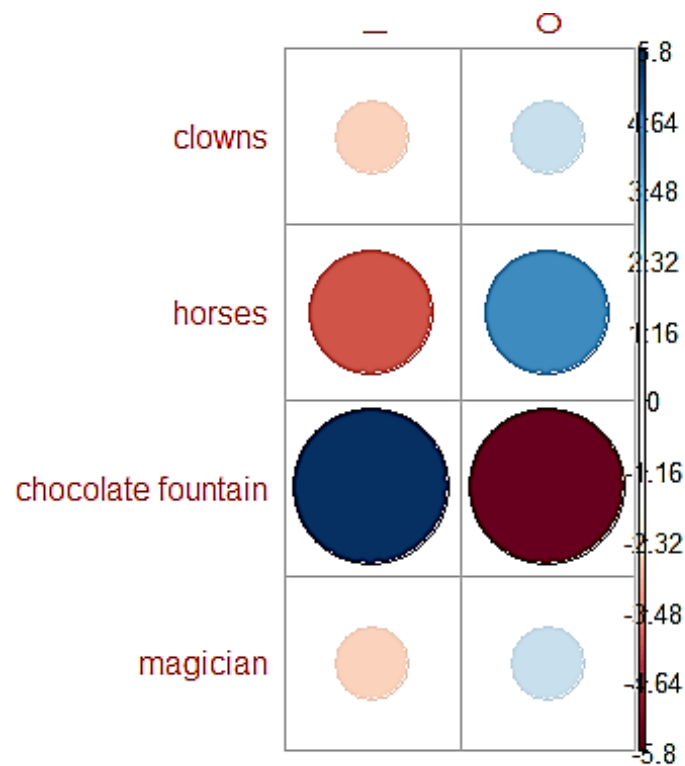 I O
5.8
clowns
4.64
3.48
horses
2.32
1.16
0
chocolate fountain
-1.16
-2.32
-3.48
magician
-4.64
-5.8